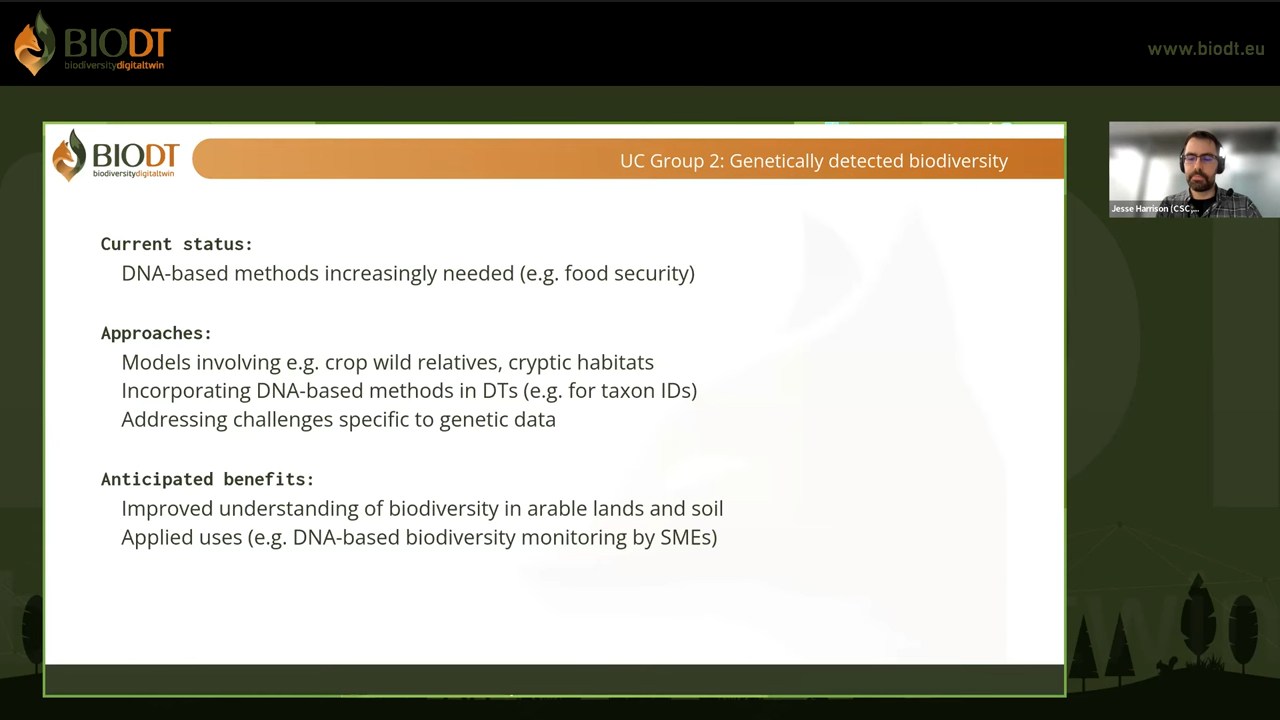 BIODT
biodiversitydigitaltwin
www.biodt.eu
BIODT
biodiversitydigitaltwin
UC Group 2: Genetically detected biodiversity
Current status:
DNA-based methods increasingly needed (e.g. food security)
Approaches:
Models involving e.g. crop wild relatives, cryptic habitats
Incorporating DNA-based methods in DTs (e.g. for taxon IDs)
Addressing challenges specific to genetic data
Anticipated benefits:
Improved understanding of biodiversity in arable lands and soil
Applied uses (e.g. DNA-based biodiversity monitoring by SMEs)
Jesse Harrison (CSC,...